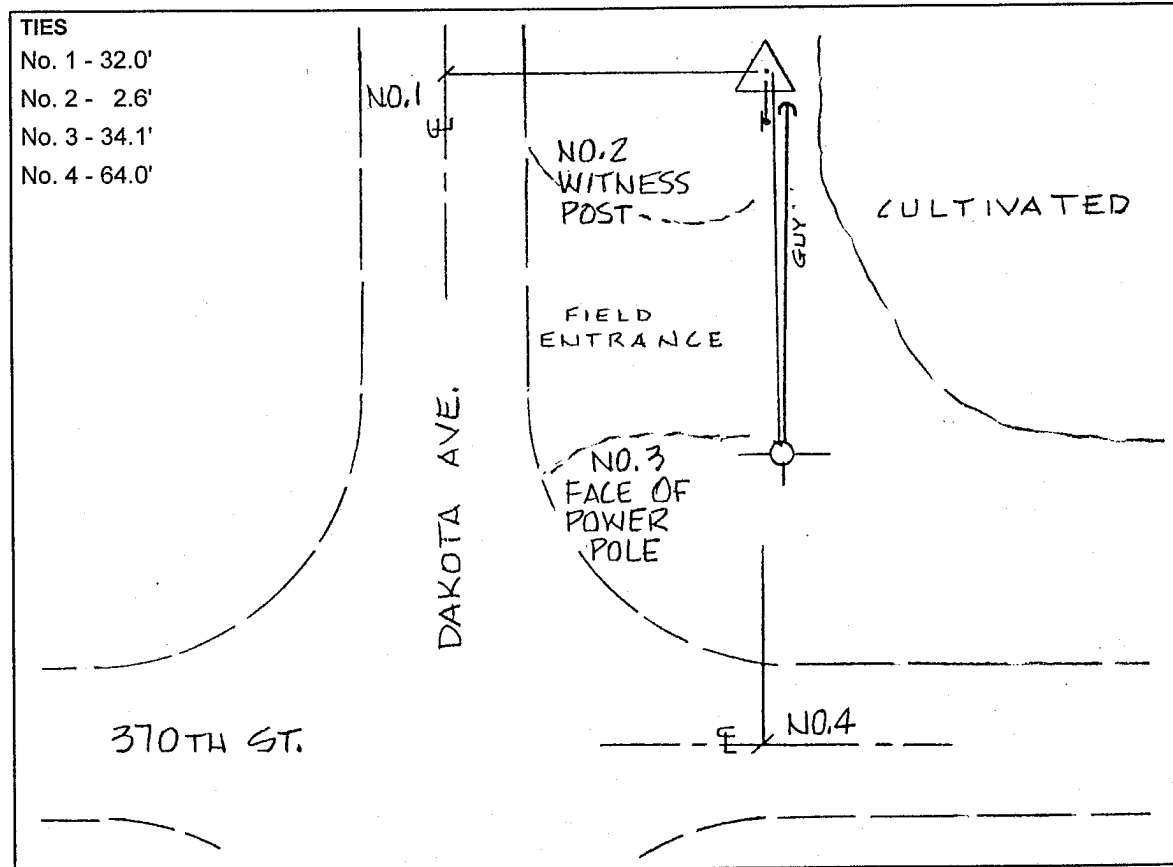 TIES
No. 1 - 32.0'
No. 2 - 2.6'
No. 3 - 34.1'
No. 4 - 64.0'
NO.1
℄
NO.2
WITNESS
POST
GUY
CULTIVATED
FIELD
ENTRANCE
DAKOTA AVE.
NO.3
FACE OF
POWER
POLE
370TH ST.
℄ NO.4